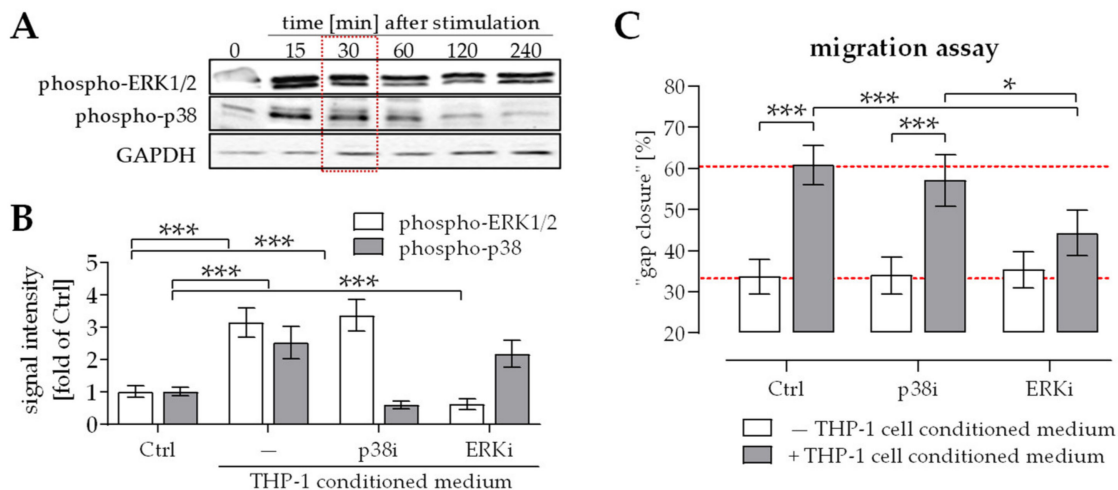 A
time [min] after stimulation
0 15 30 60 120 240
phospho-ERK1/2
phospho-p38
GAPDH
B
phospho-ERK1/2
phospho-p38
*** *** *** ***
signal intensity
[fold of Ctrl]
5
4
3
2
1
0
Ctrl – p38i ERKi
THP-1 conditioned medium
C
migration assay
*** *** *** *
"gap closure" [%]
80
70
60
50
40
30
20
Ctrl p38i ERKi
– THP-1 cell conditioned medium
+ THP-1 cell conditioned medium